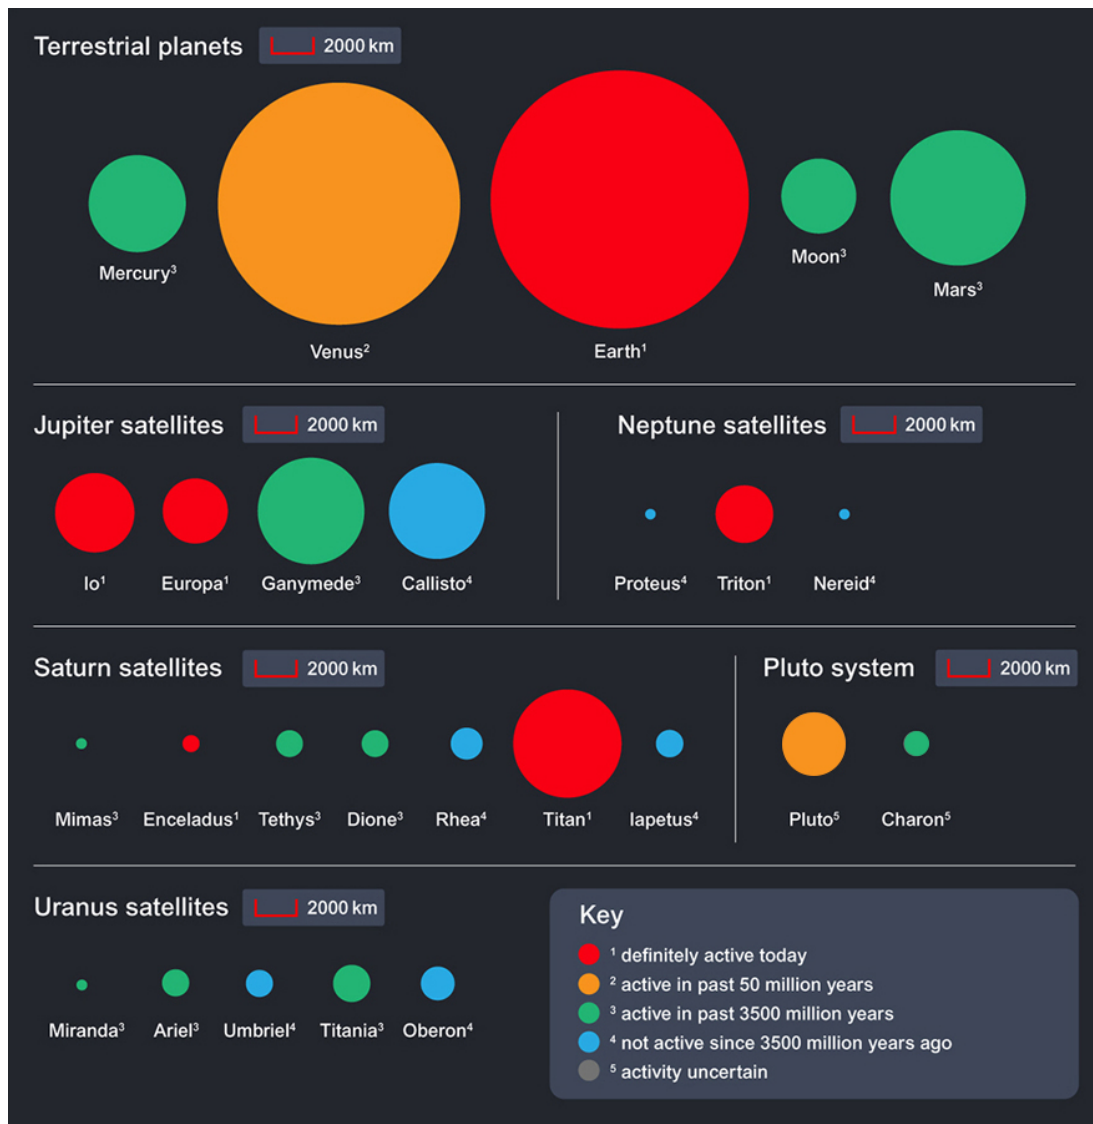 Terrestrial planets 2000 km
Mercury³ Venus² Earth¹ Moon³ Mars³
Jupiter satellites 2000 km
Io¹ Europa¹ Ganymede³ Callisto⁴
Neptune satellites 2000 km
Proteus⁴ Triton¹ Nereid⁴
Saturn satellites 2000 km
Mimas³ Enceladus¹ Tethys³ Dione³ Rhea⁴ Titan¹ Iapetus⁴
Pluto system 2000 km
Pluto⁵ Charon⁵
Uranus satellites 2000 km
Miranda³ Ariel³ Umbriel⁴ Titania³ Oberon⁴
Key
¹ definitely active today
² active in past 50 million years
³ active in past 3500 million years
⁴ not active since 3500 million years ago
⁵ activity uncertain